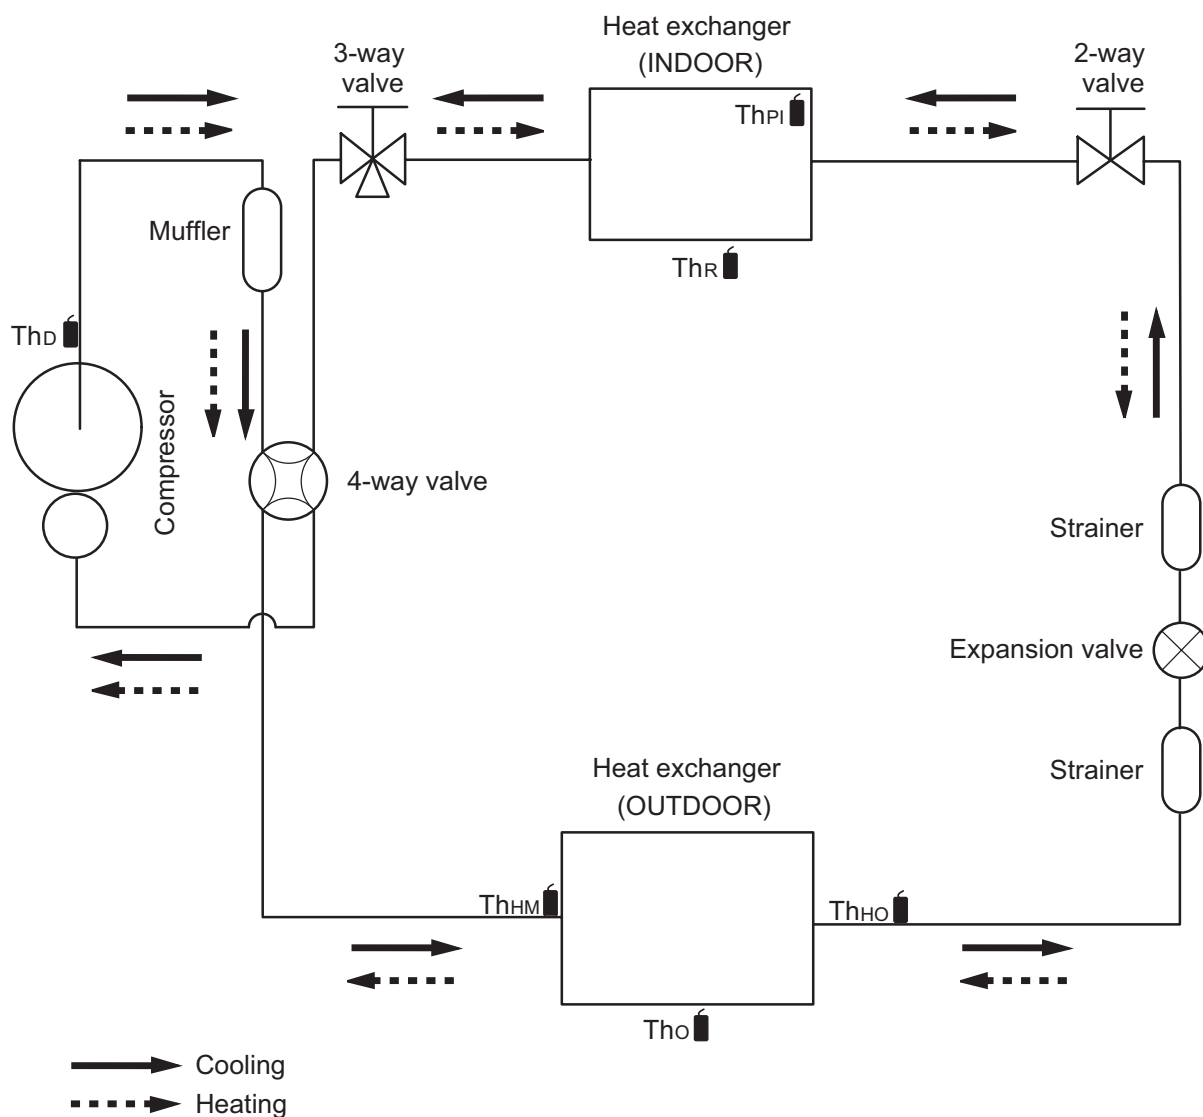 Heat exchanger
(INDOOR)
3-way
valve
2-way
valve
ThPI
Muffler
ThR
ThD
Compressor
4-way valve
Strainer
Expansion valve
Strainer
Heat exchanger
(OUTDOOR)
ThHM
ThHO
ThO
Cooling
Heating